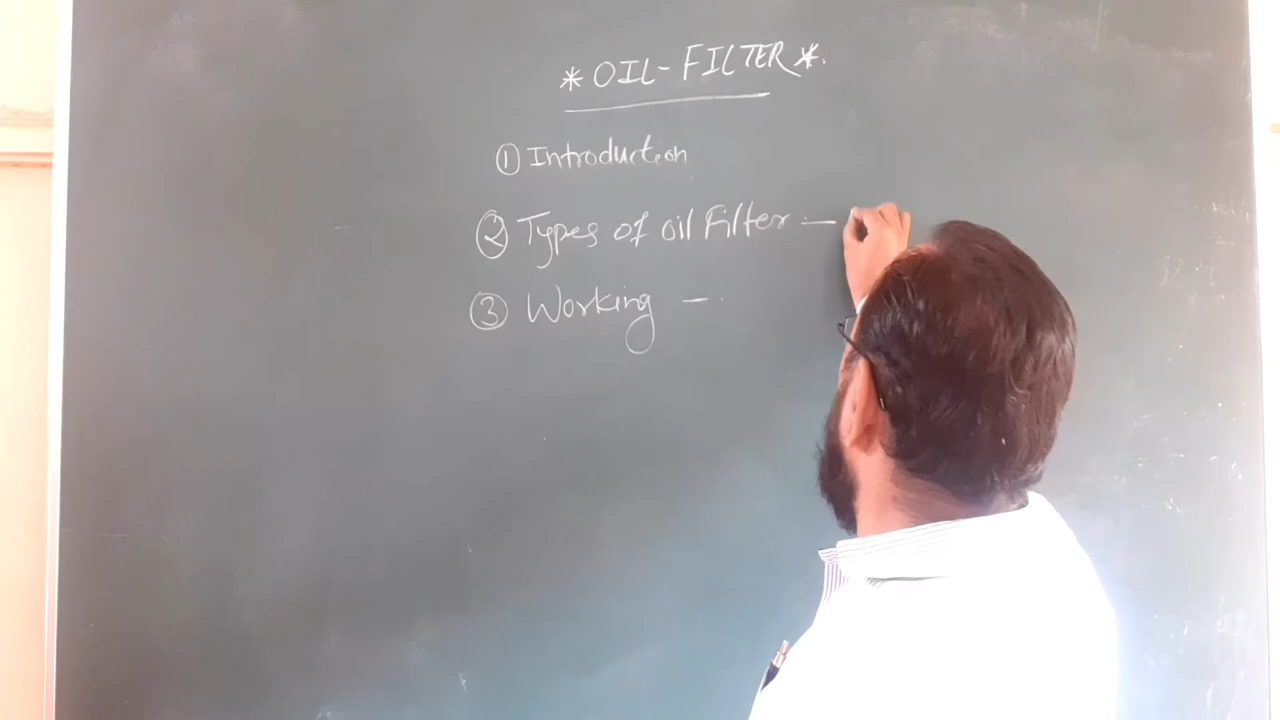 * OIL-FILTER *.
① Introduction
② Types of oil Filter :—
③ Working —.